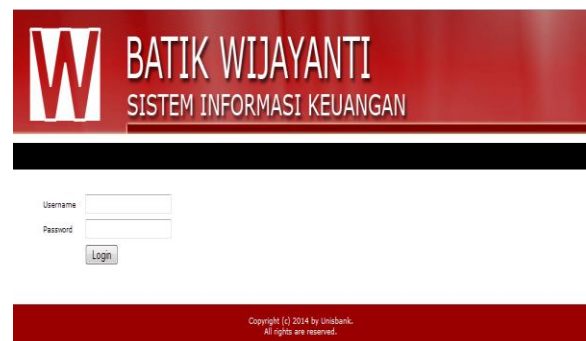 W
BATIK WIJAYANTI
SISTEM INFORMASI KEUANGAN
Username
Password
Login
Copyright (c) 2014 by Unisbank.
All rights are reserved.